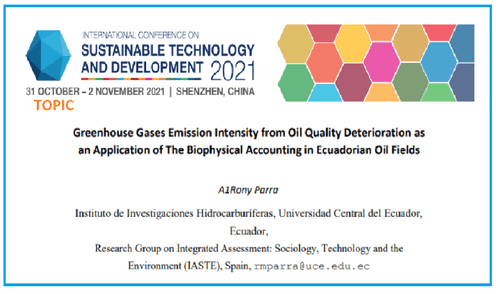 INTERNATIONAL CONFERENCE ON
SUSTAINABLE TECHNOLOGY
AND DEVELOPMENT 2021
31 OCTOBER – 2 NOVEMBER 2021 | SHENZHEN, CHINA
TOPIC
Greenhouse Gases Emission Intensity from Oil Quality Deterioration as
an Application of The Biophysical Accounting in Ecuadorian Oil Fields
A1Rony Parra
Instituto de Investigaciones Hidrocarburíferas, Universidad Central del Ecuador,
Ecuador,
Research Group on Integrated Assessment: Sociology, Technology and the
Environment (IASTE), Spain, rmparra@uce.edu.ec